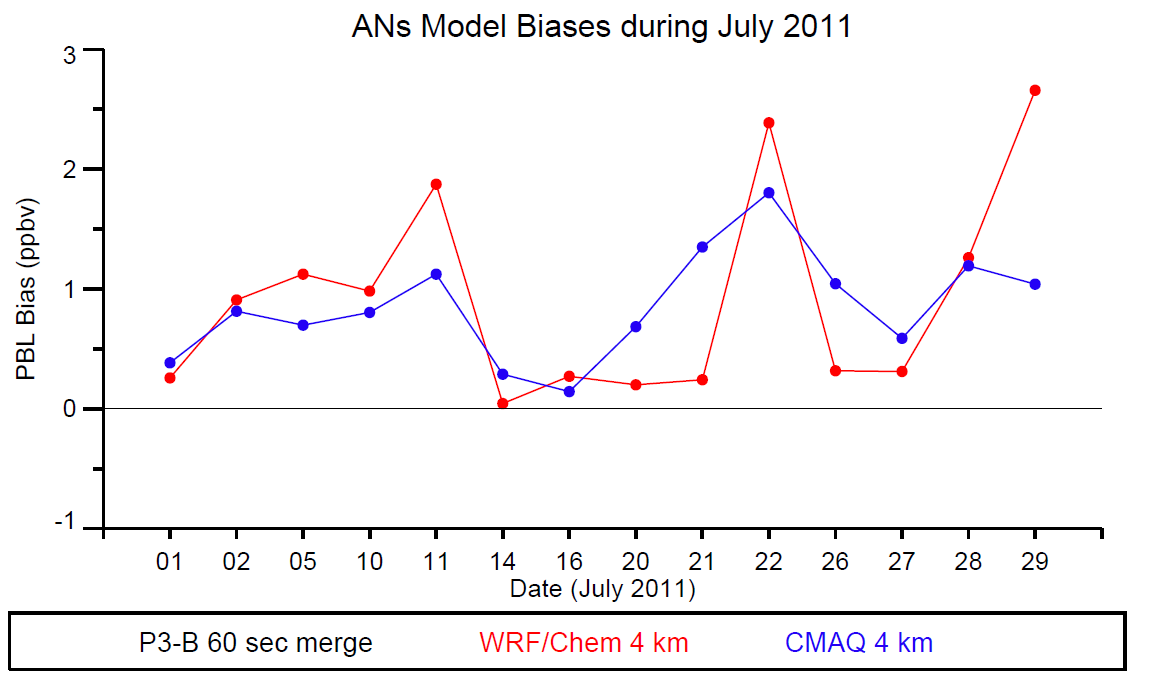 ANs Model Biases during July 2011
PBL Bias (ppbv)
3
2
1
0
-1
01 02 05 10 11 14 16 20 21 22 26 27 28 29
Date (July 2011)
P3-B 60 sec merge WRF/Chem 4 km CMAQ 4 km